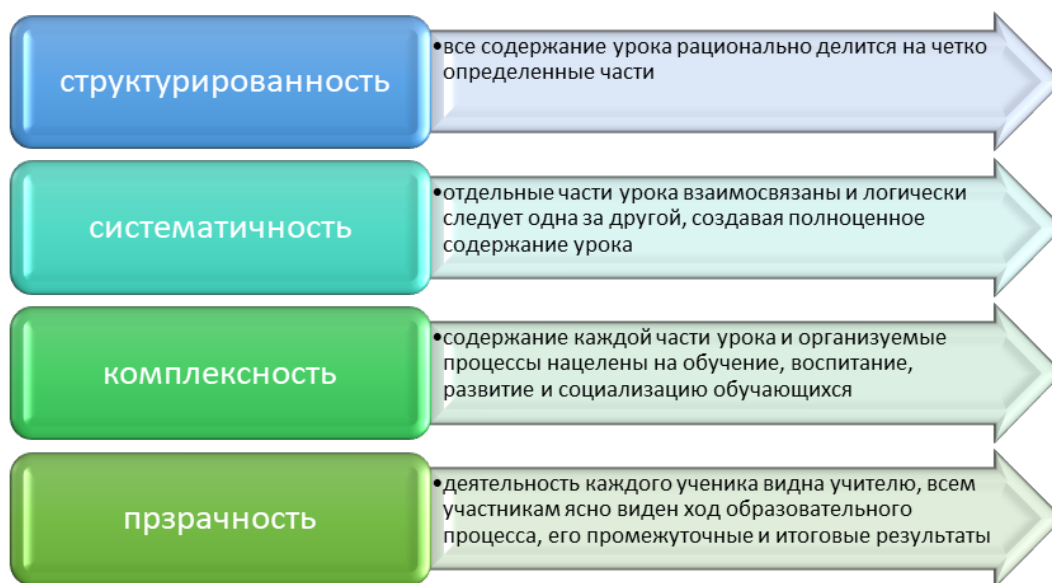 структурированность
•все содержание урока рационально делится на четко
определенные части
систематичность
•отдельные части урока взаимосвязаны и логически
следует одна за другой, создавая полноценное
содержание урока
комплексность
•содержание каждой части урока и организуемые
процессы нацелены на обучение, воспитание,
развитие и социализацию обучающихся
прзрачность
•деятельность каждого ученика видна учителю, всем
участникам ясно виден ход образовательного
процесса, его промежуточные и итоговые результаты